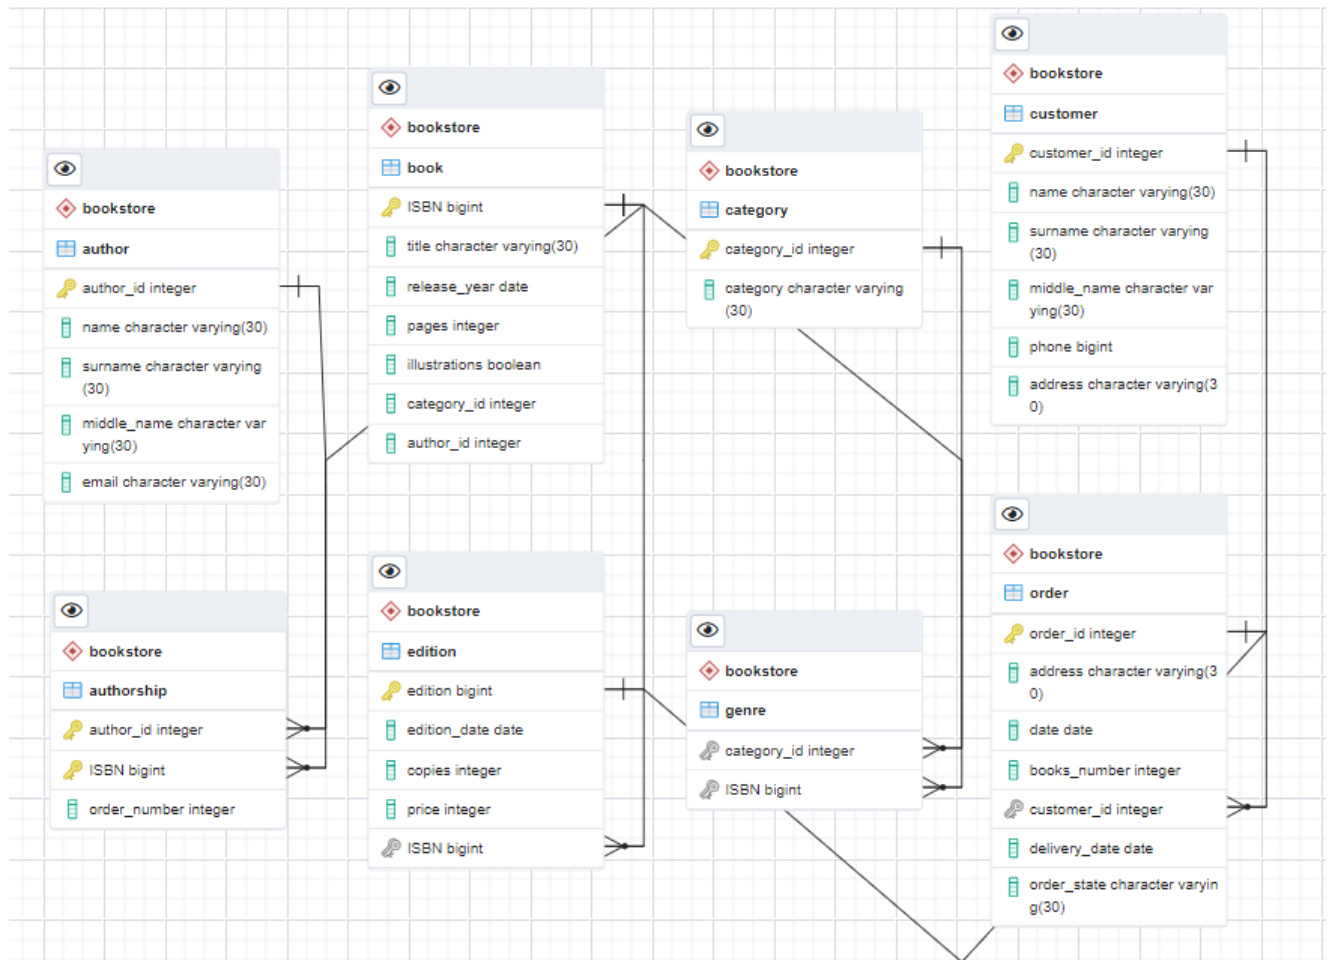 bookstore
author
author_id integer
name character varying(30)
surname character varying
(30)
middle_name character var
ying(30)
email character varying(30)
bookstore
book
ISBN bigint
title character varying(30)
release_year date
pages integer
illustrations boolean
category_id integer
author_id integer
bookstore
category
category_id integer
category character varying
(30)
bookstore
customer
customer_id integer
name character varying(30)
surname character varying
(30)
middle_name character var
ying(30)
phone bigint
address character varying(3
0)
bookstore
authorship
author_id integer
ISBN bigint
order_number integer
bookstore
edition
edition bigint
edition_date date
copies integer
price integer
ISBN bigint
bookstore
genre
category_id integer
ISBN bigint
bookstore
order
order_id integer
address character varying(3
0)
date date
books_number integer
customer_id integer
delivery_date date
order_state character varyin
g(30)